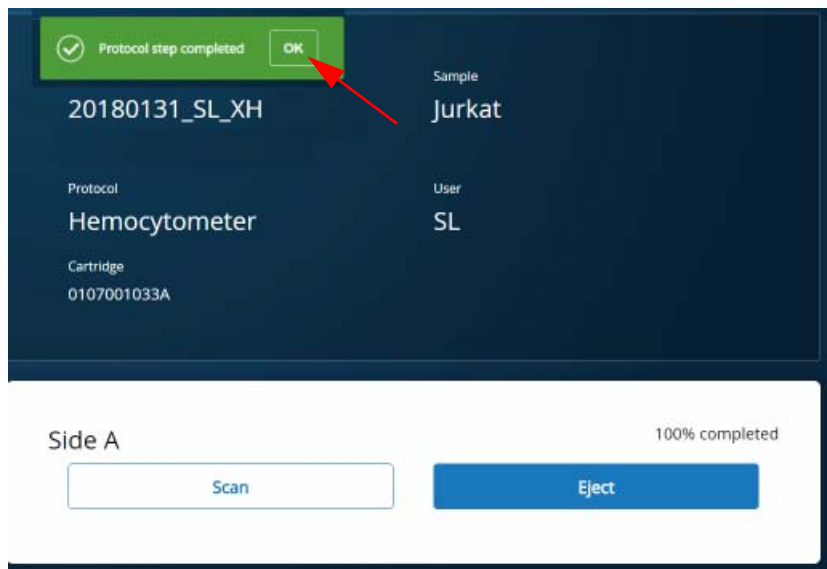 Protocol step completed OK
20180131_SL_XH
Sample
Jurkat
Protocol
Hemocytometer
User
SL
Cartridge
0107001033A
Side A
100% completed
Scan
Eject